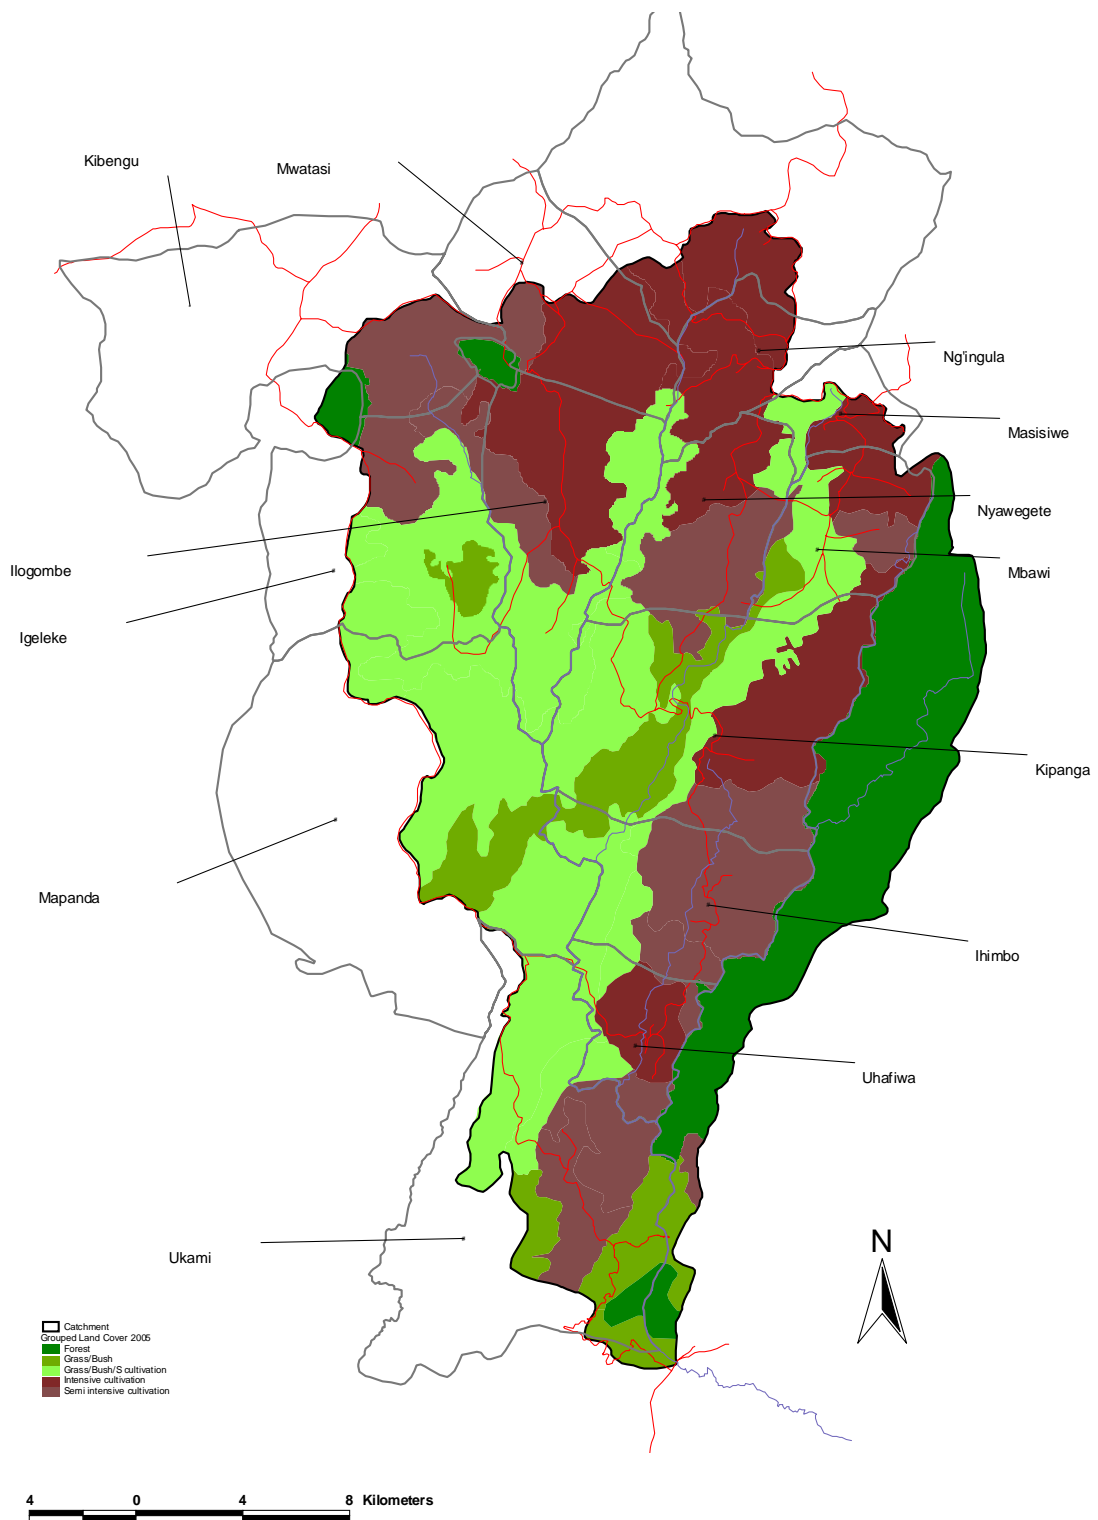 Kibengu
Mwatasi
Ng'ingula
Masisiwe
Nyawegete
Mbawi
Ilogombe
Igeleke
Kipanga
Mapanda
Ihimbo
Uhafiwa
Ukami
N
Catchment
Grouped Land Cover 2005
Forest
Grass/Bush
Grass/Bush/S cultivation
Intensive cultivation
Semi intensive cultivation
4 0 4 8 Kilometers